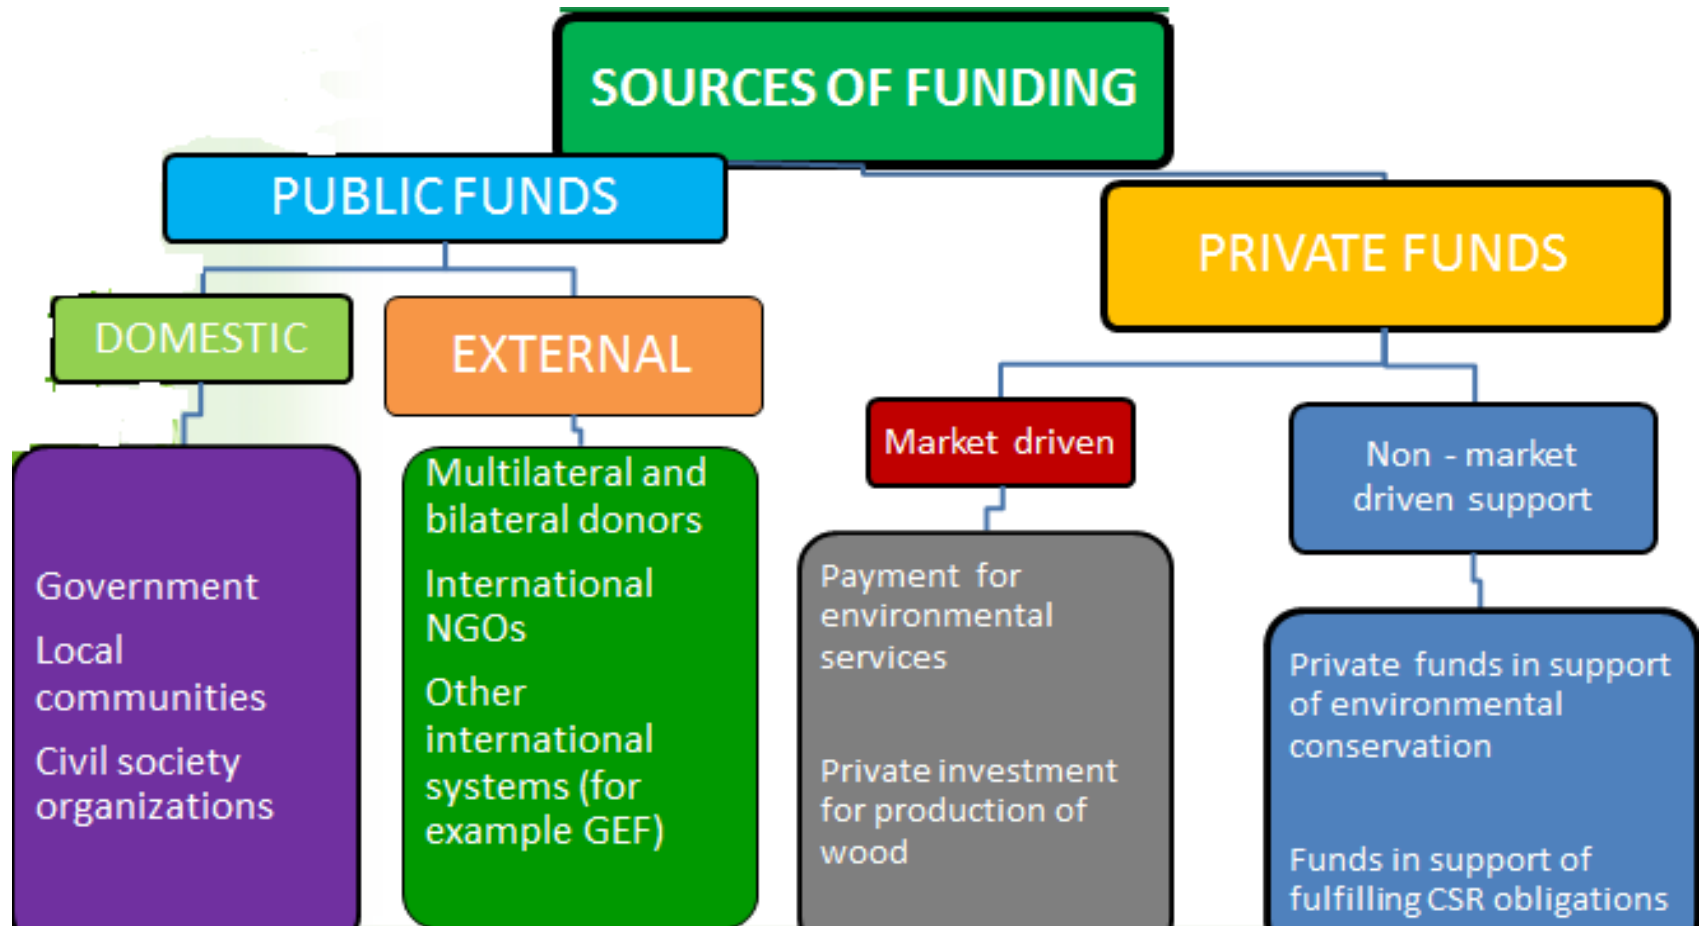 SOURCES OF FUNDING
PUBLIC FUNDS
PRIVATE FUNDS
DOMESTIC
EXTERNAL
Market driven
Non - market
driven support
Government
Local
communities
Civil society
organizations
Multilateral and
bilateral donors
International
NGOs
Other
international
systems (for
example GEF)
Payment for
environmental
services
Private investment
for production of
wood
Private funds in support
of environmental
conservation
Funds in support of
fulfilling CSR obligations